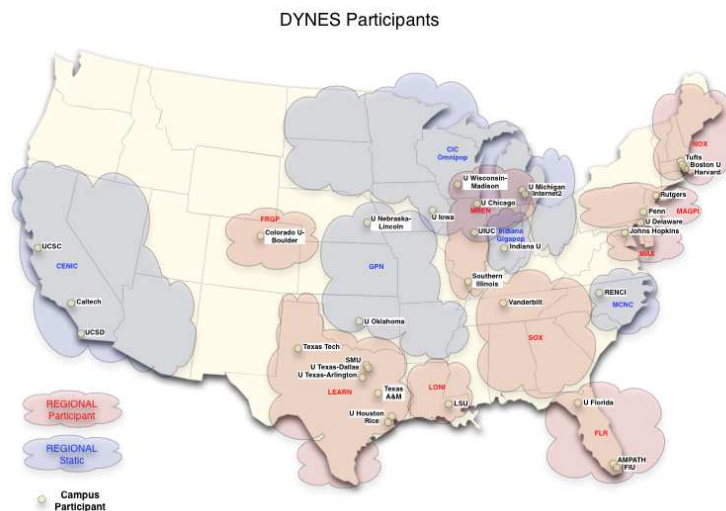 DYNES Participants
NOX
Tufts
Boston U
Harvard
CIC
Omnipop
U Wisconsin-
Madison
U Michigan
Internet2
Rutgers
U Chicago
MREN
Penn
MAGPI
U Nebraska-
Lincoln
U Iowa
U Delaware
FRGP
Colorado U-
Boulder
UIUC
Indiana
Gigapop
Johns Hopkins
UCSC
Indiana U
MAX
CENIC
GPN
Southern
Illinois
RENCI
Caltech
Vanderbilt
MCNC
U Oklahoma
UCSD
SOX
Texas Tech
SMU
U Texas-Dallas
U Texas-Arlington
LEARN
Texas
A&M
LONI
LSU
U Florida
U Houston
Rice
FLR
AMPATH
FIU
REGIONAL
Participant
REGIONAL
Static
Campus
Participant